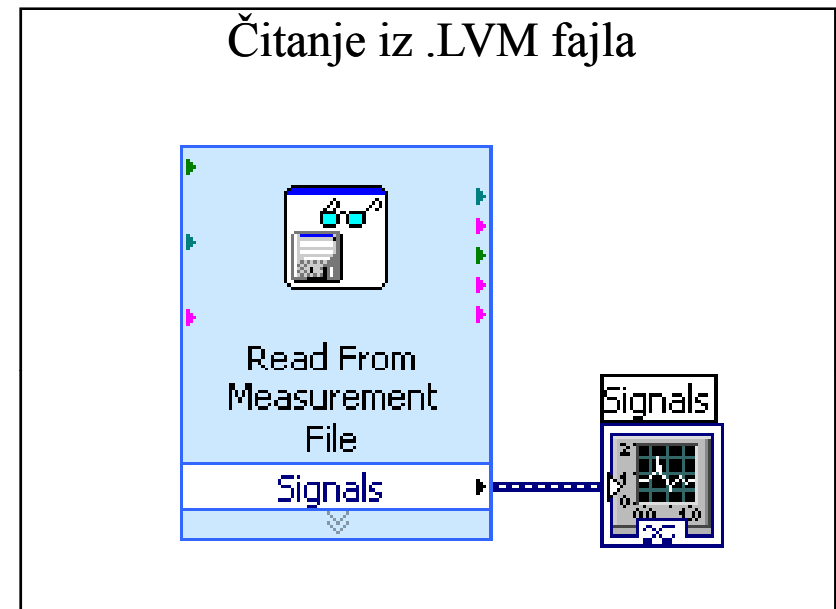 Čitanje iz .LVM fajla
Read From
Measurement
File
Signals
Signals